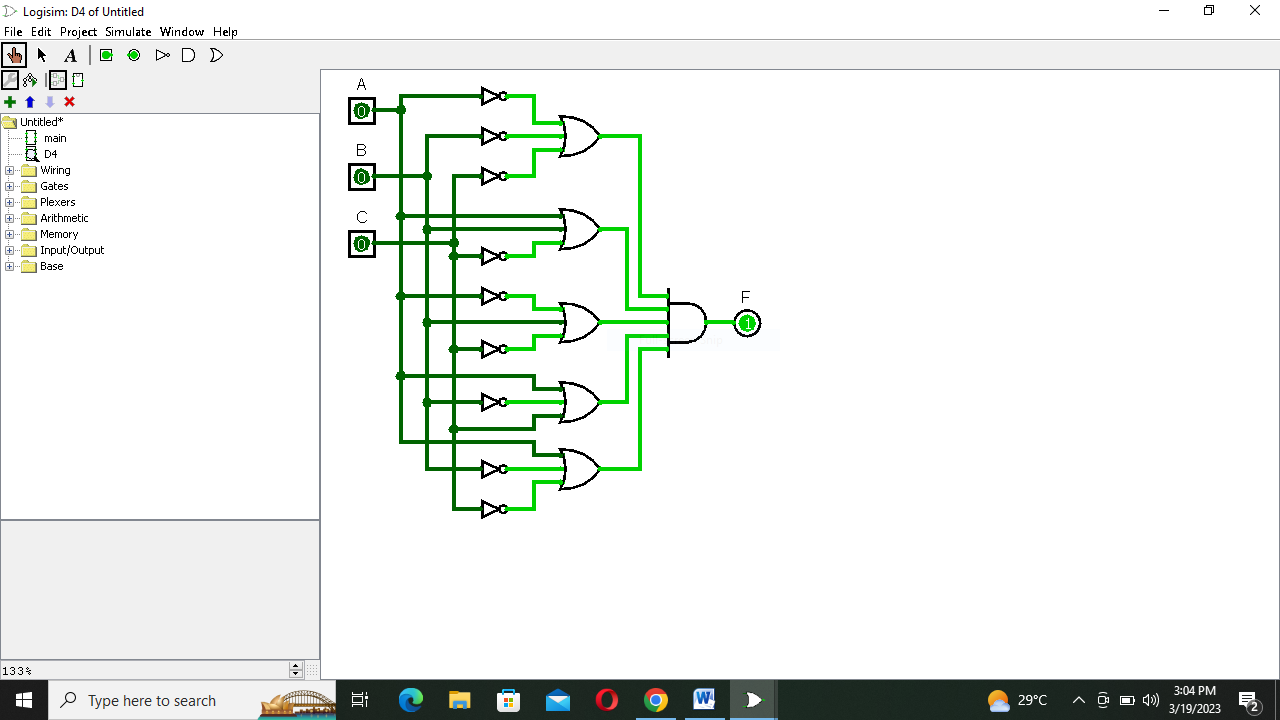 Logisim: D4 of Untitled
File Edit Project Simulate Window Help
A
Untitled*
main
D4
Wiring
Gates
Plexers
Arithmetic
Memory
Input/Output
Base
133%
A
0
B
0
C
0
F
1
Type here to search
29°C
3:04 PM
3/19/2023
2